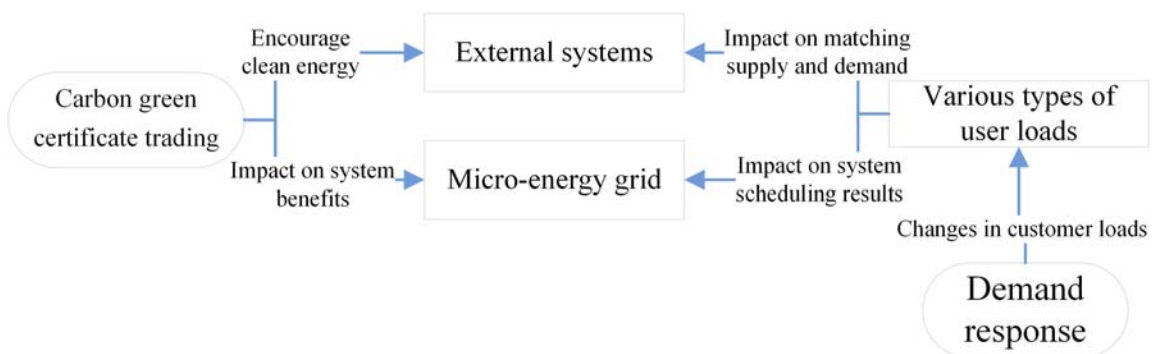 Encourage
clean energy
External systems
Impact on matching
supply and demand
Carbon green
certificate trading
Various types of
user loads
Impact on system
benefits
Micro-energy grid
Impact on system
scheduling results
Changes in customer loads
Demand
response